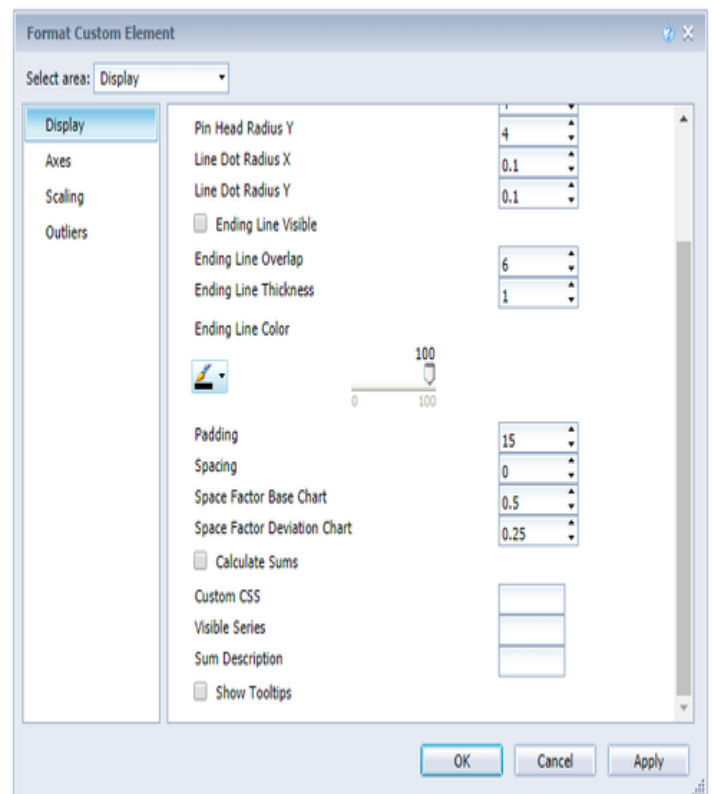 Format Custom Element
Select area: Display
Display
Axes
Scaling
Outliers
Pin Head Radius Y 4
Line Dot Radius X 0.1
Line Dot Radius Y 0.1
Ending Line Visible
Ending Line Overlap 6
Ending Line Thickness 1
Ending Line Color
100
0 100
Padding 15
Spacing 0
Space Factor Base Chart 0.5
Space Factor Deviation Chart 0.25
Calculate Sums
Custom CSS
Visible Series
Sum Description
Show Tooltips
OK Cancel Apply